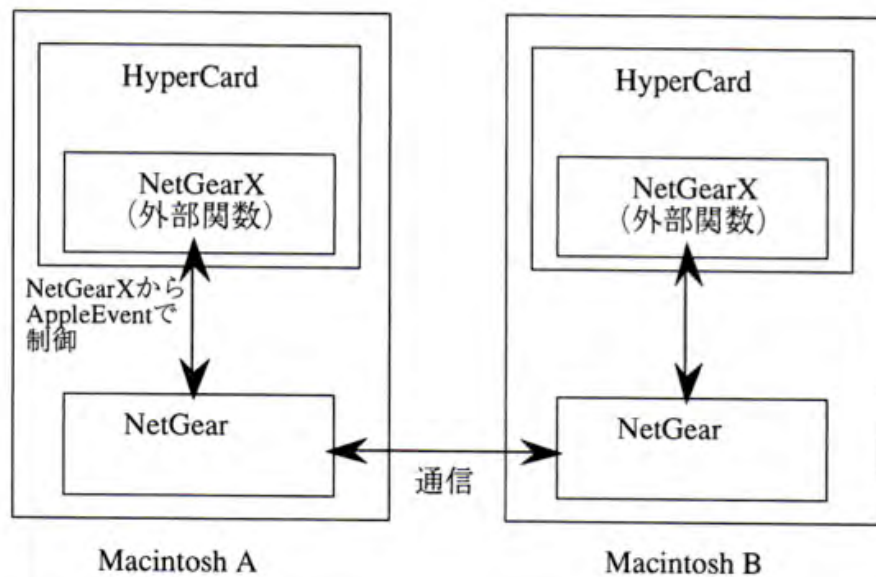 HyperCard
NetGearX
(外部関数)
NetGearXから
AppleEventで
制御
NetGear
Macintosh A
通信
HyperCard
NetGearX
(外部関数)
NetGear
Macintosh B